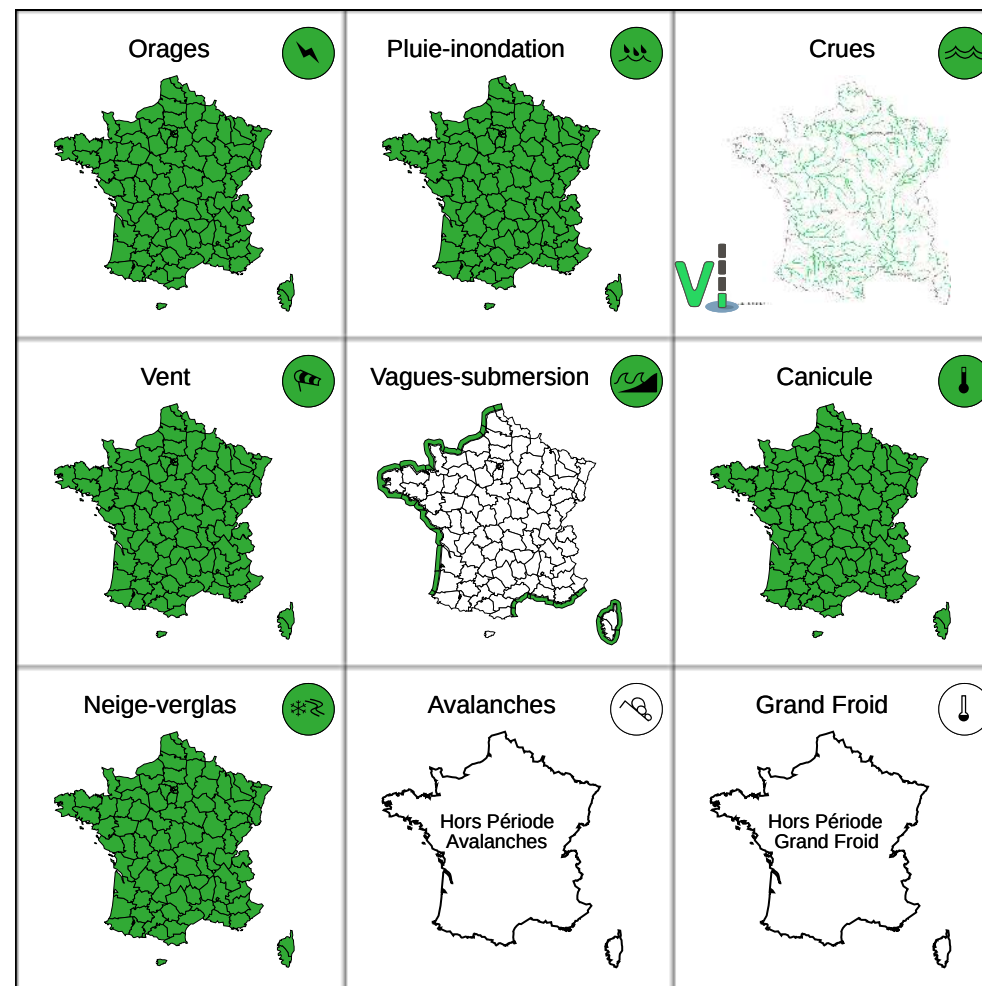 Orages
Pluie-inondation
Crues
Vi
Vent
Vagues-submersion
Canicule
Neige-verglas
Avalanches
Grand Froid
Hors Période
Avalanches
Hors Période
Grand Froid